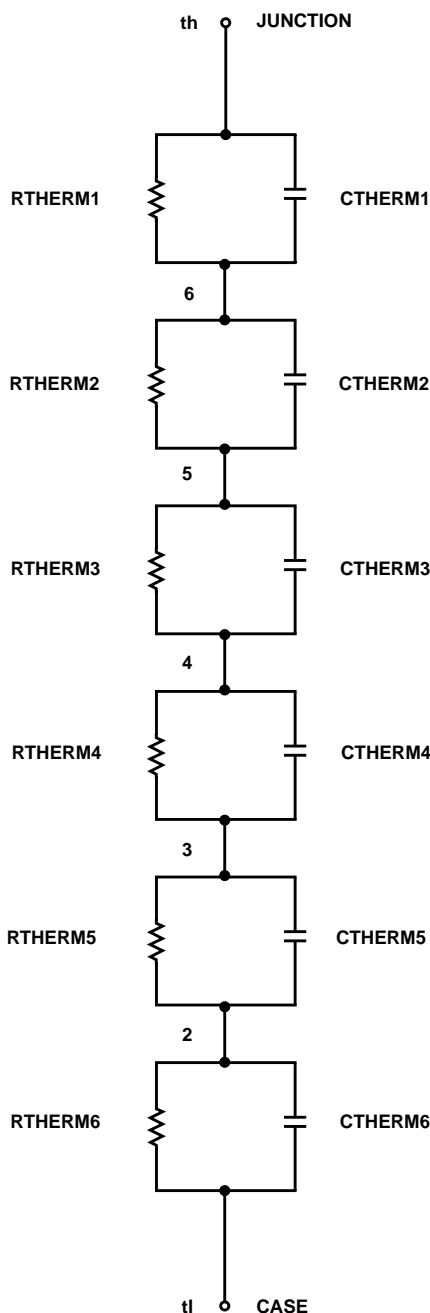 th JUNCTION
RTHERM1 CTHERM1
6
RTHERM2 CTHERM2
5
RTHERM3 CTHERM3
4
RTHERM4 CTHERM4
3
RTHERM5 CTHERM5
2
RTHERM6 CTHERM6
tl CASE